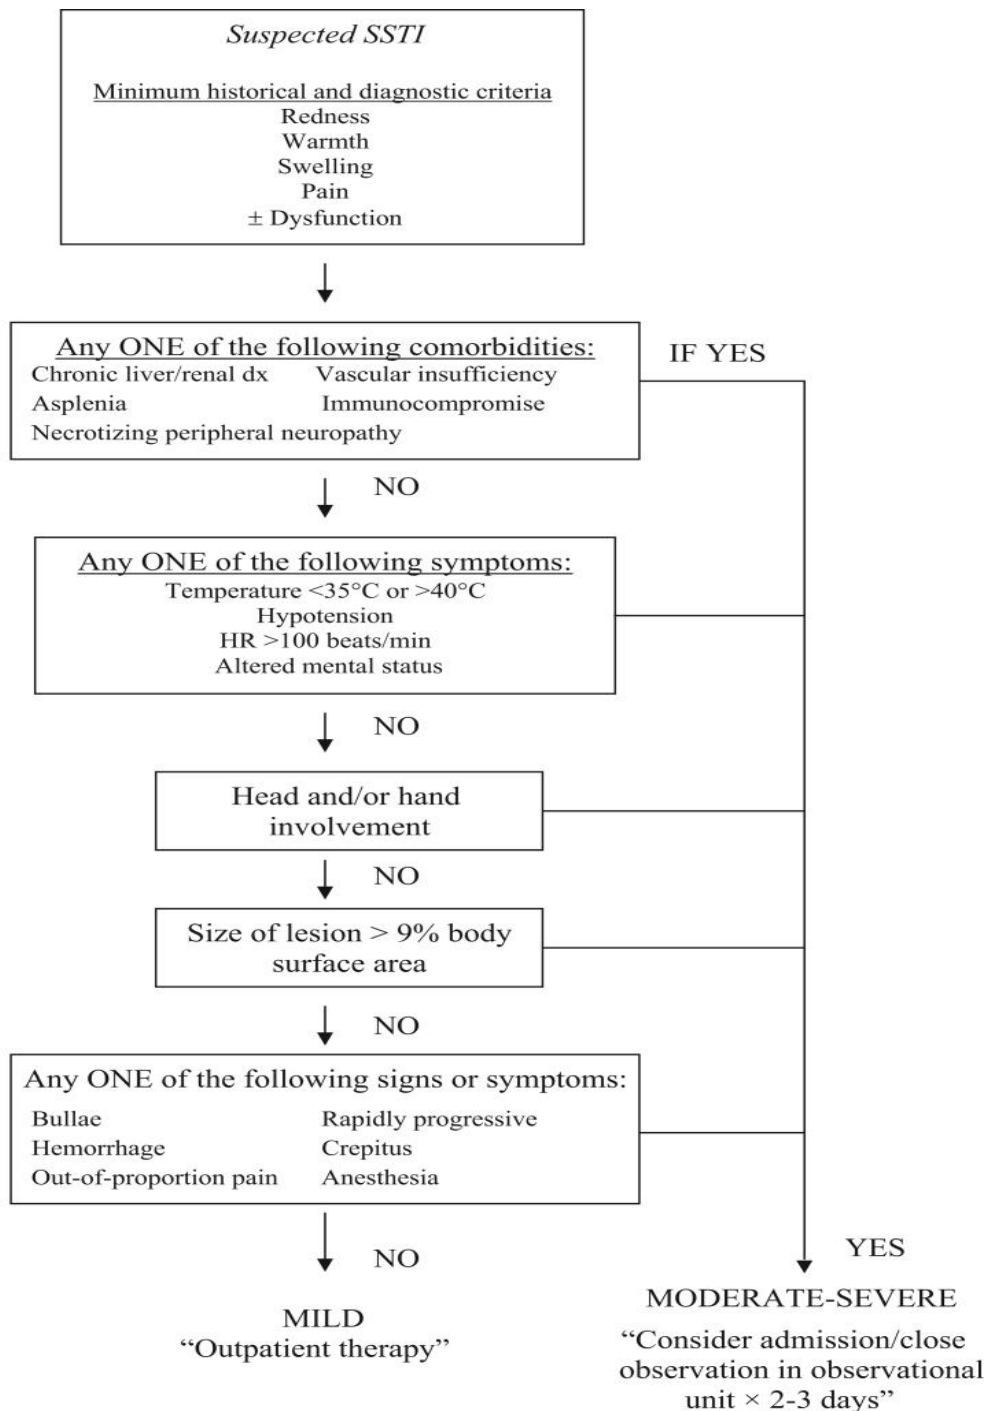 Suspected SSTI
Minimum historical and diagnostic criteria
Redness
Warmth
Swelling
Pain
± Dysfunction
Any ONE of the following comorbidities:
Chronic liver/renal dx Vascular insufficiency
Asplenia Immunocompromise
Necrotizing peripheral neuropathy
IF YES
NO
Any ONE of the following symptoms:
Temperature <35°C or >40°C
Hypotension
HR >100 beats/min
Altered mental status
NO
Head and/or hand
involvement
NO
Size of lesion > 9% body
surface area
NO
Any ONE of the following signs or symptoms:
Bullae Rapidly progressive
Hemorrhage Crepitus
Out-of-proportion pain Anesthesia
NO
MILD
“Outpatient therapy”
YES
MODERATE-SEVERE
“Consider admission/close
observation in observational
unit × 2-3 days”